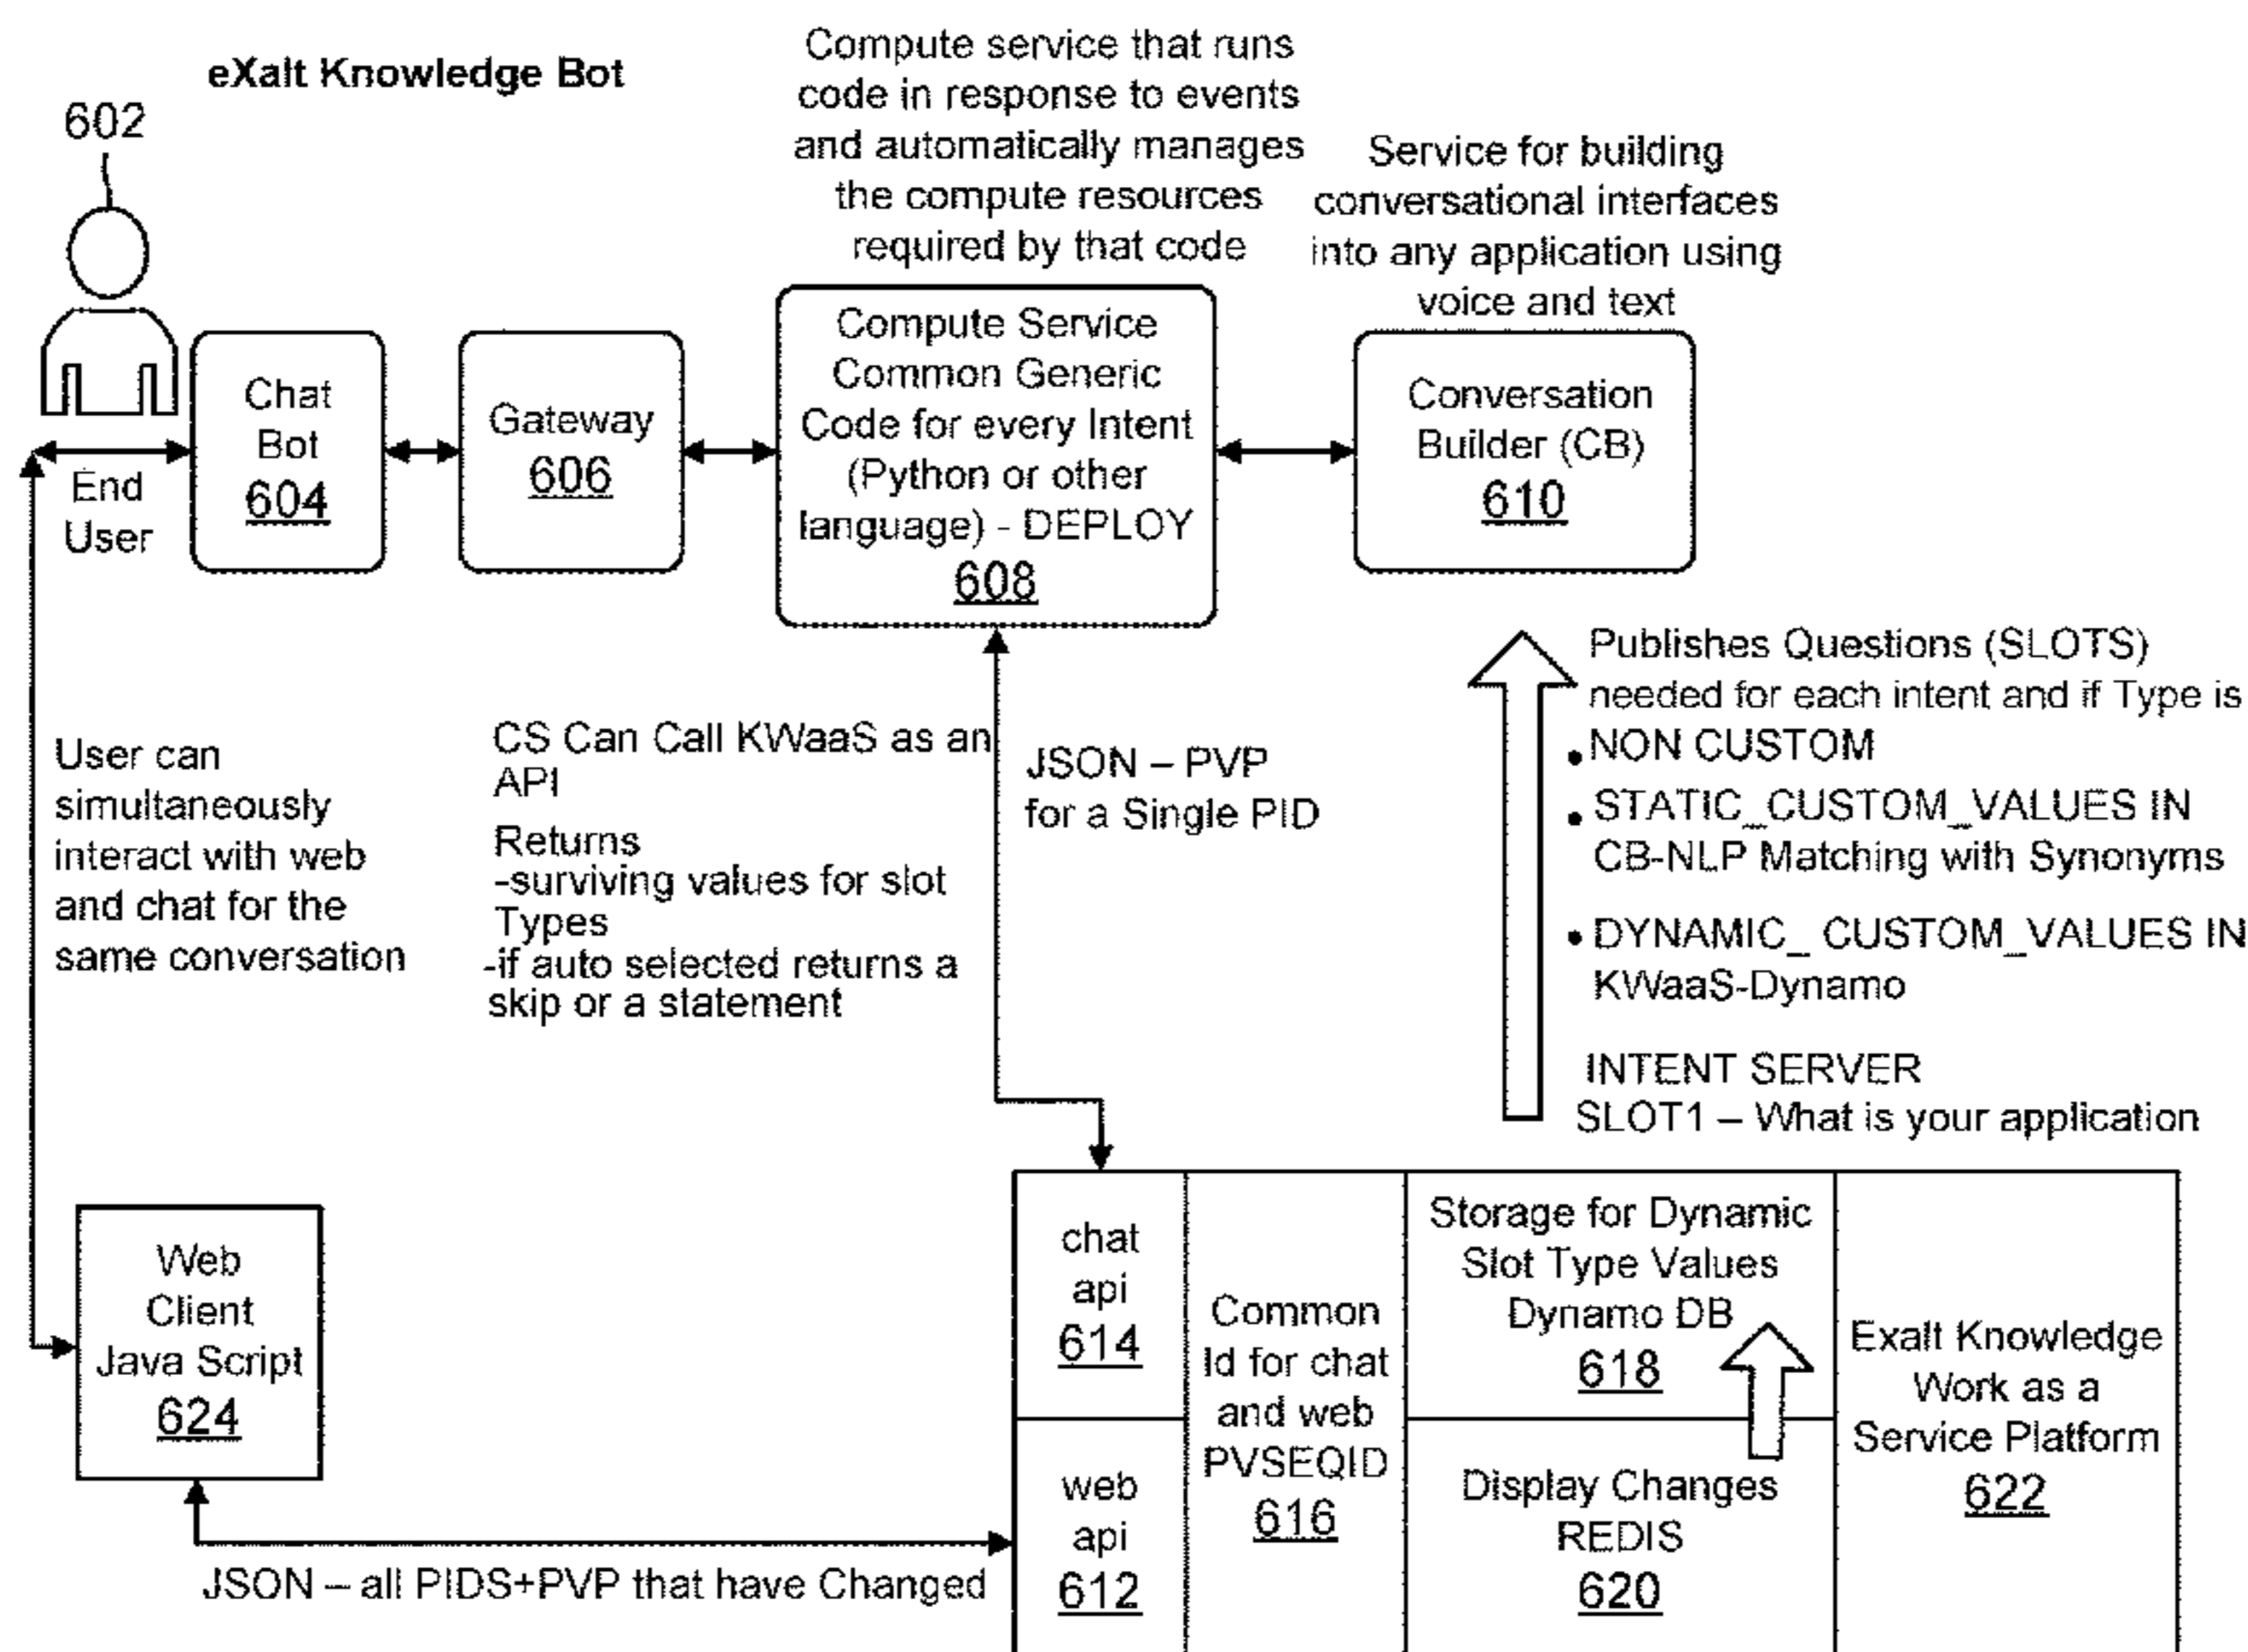 eXalt Knowledge Bot
602
Compute service that runs
code in response to events
and automatically manages
the compute resources
required by that code
Service for building
conversational interfaces
into any application using
voice and text
End
User
Chat
Bot
604
Gateway
606
Compute Service
Common Generic
Code for every Intent
(Python or other
language) - DEPLOY
608
Conversation
Builder (CB)
610
User can
simultaneously
interact with web
and chat for the
same conversation
CS Can Call KWaaS as an
API
Returns
-surviving values for slot
Types
-if auto selected returns a
skip or a statement
JSON – PVP
for a Single PID
Publishes Questions (SLOTS)
needed for each intent and if Type is
• NON CUSTOM
• STATIC_CUSTOM_VALUES IN
CB-NLP Matching with Synonyms
• DYNAMIC_ CUSTOM_VALUES IN
KWaaS-Dynamo
INTENT SERVER
SLOT1 – What is your application
Web
Client
Java Script
624
JSON – all PIDS+PVP that have Changed
chat
api
614
web
api
612
Common
Id for chat
and web
PVSEQID
616
Storage for Dynamic
Slot Type Values
Dynamo DB
618
Display Changes
REDIS
620
Exalt Knowledge
Work as a
Service Platform
622